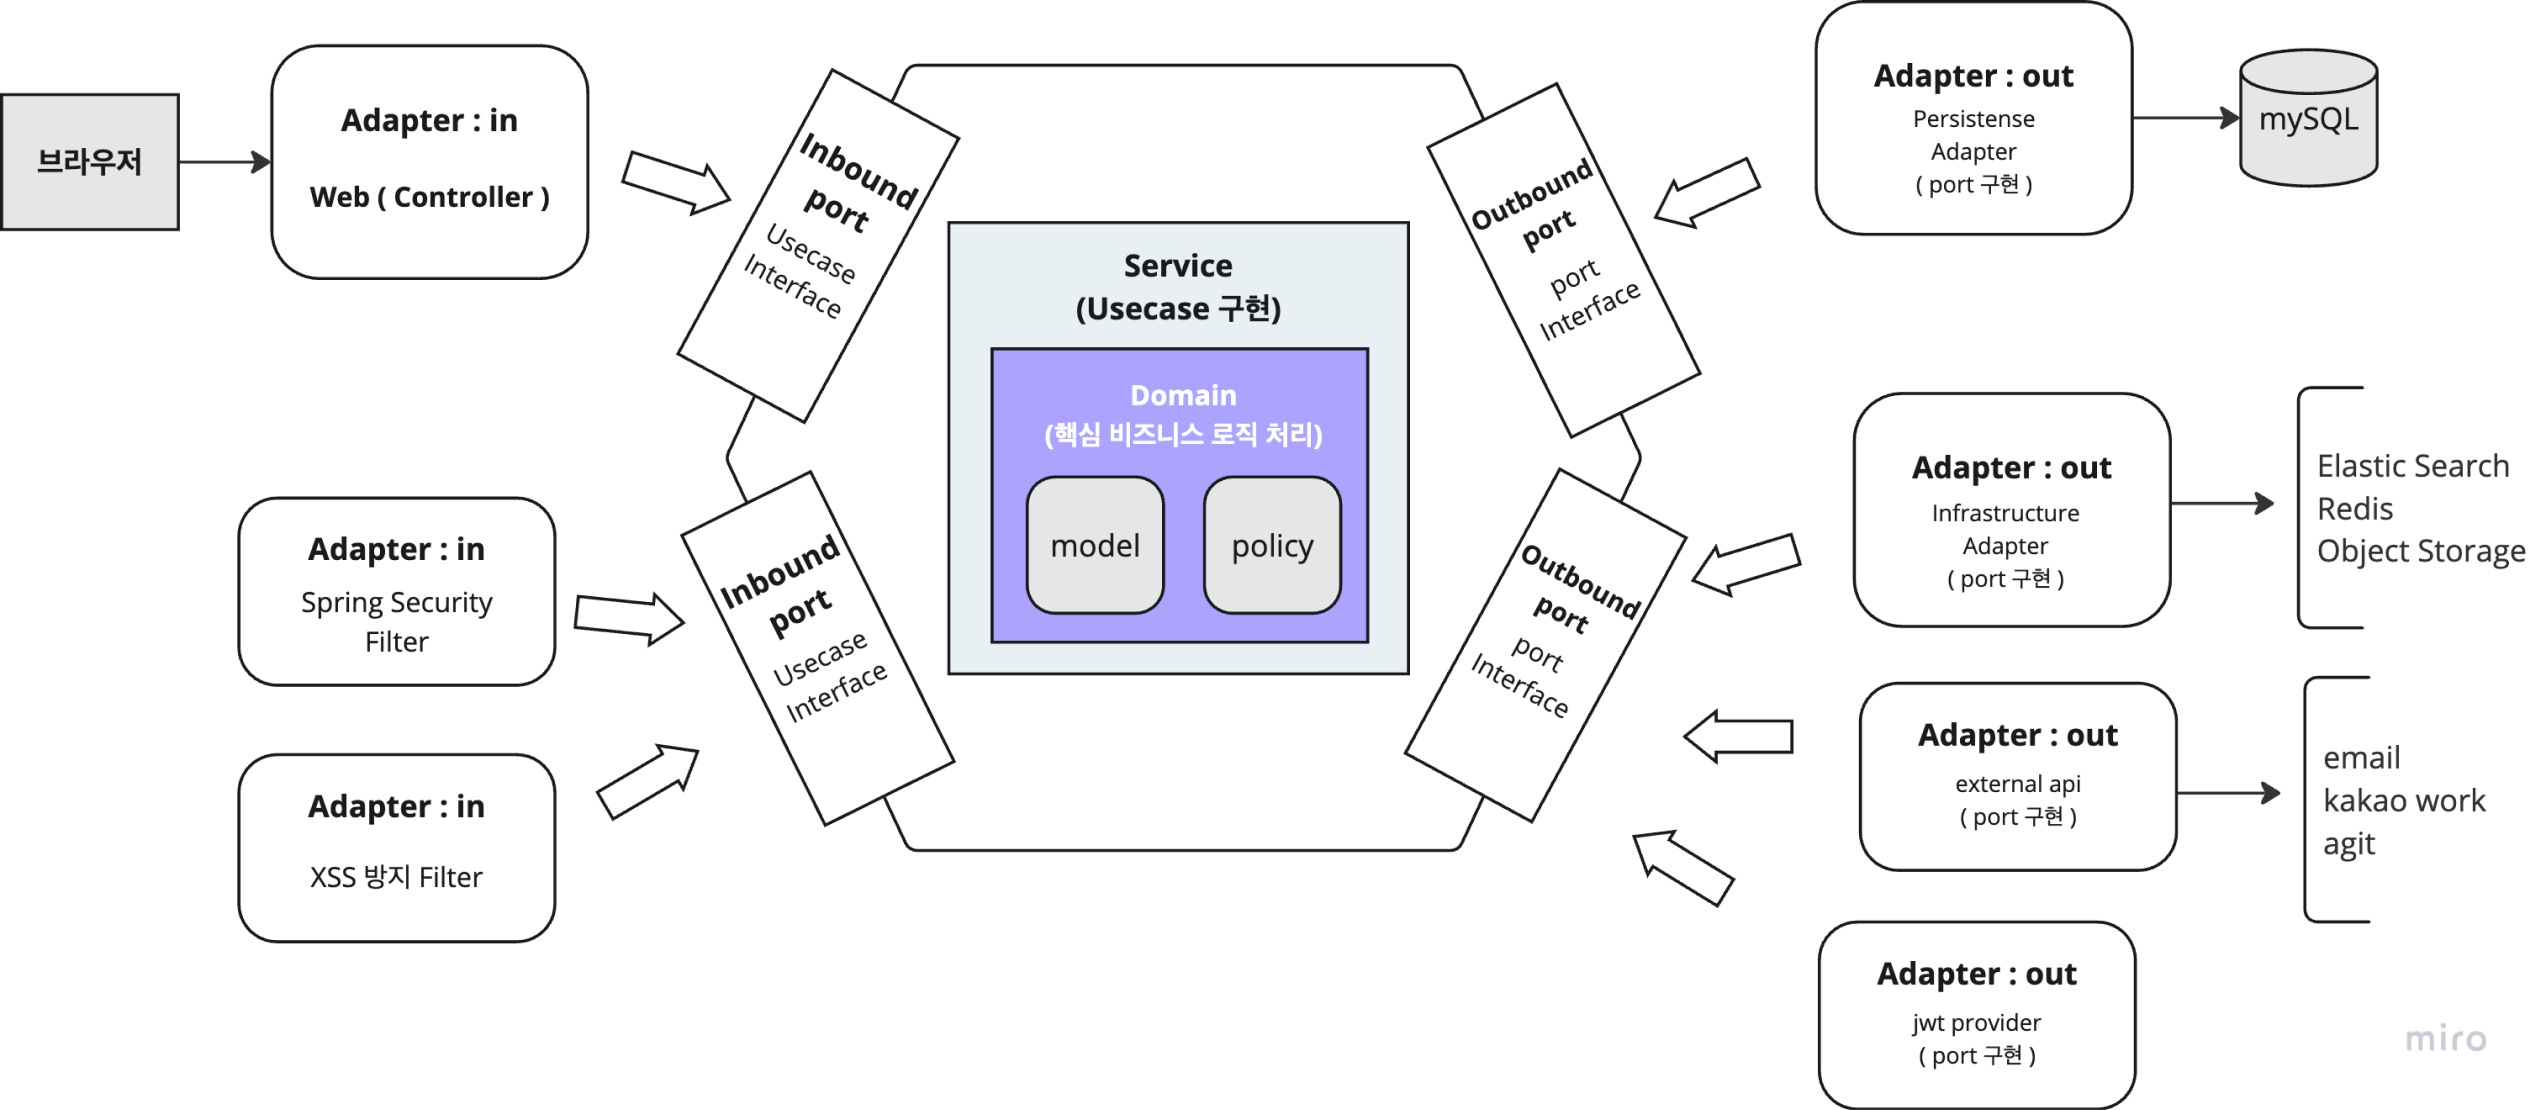 브라우저
Adapter : in
Web ( Controller )
Inbound
port
Usecase
Interface
Adapter : in
Spring Security
Filter
Adapter : in
XSS 방지 Filter
Inbound
port
Usecase
Interface
Service
(Usecase 구현)
Domain
(핵심 비즈니스 로직 처리)
model
policy
Outbound
port
port
Interface
Outbound
port
port
Interface
Adapter : out
Persistense
Adapter
( port 구현 )
mySQL
Adapter : out
Infrastructure
Adapter
( port 구현 )
Elastic Search
Redis
Object Storage
Adapter : out
external api
( port 구현 )
email
kakao work
agit
Adapter : out
jwt provider
( port 구현 )
miro